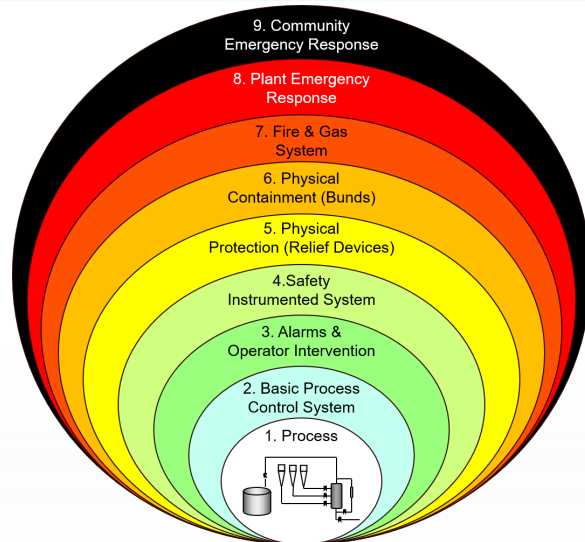 9. Community
Emergency Response
8. Plant Emergency
Response
7. Fire & Gas
System
6. Physical
Containment (Bunds)
5. Physical
Protection (Relief Devices)
4.Safety
Instrumented System
3. Alarms &
Operator Intervention
2. Basic Process
Control System
1. Process